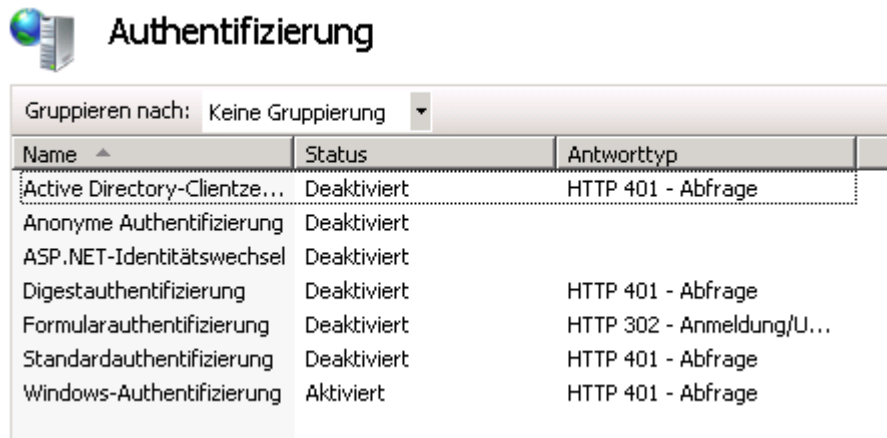 Authentifizierung
Gruppieren nach: Keine Gruppierung
Name Status Antworttyp
Active Directory-Clientze... Deaktiviert HTTP 401 - Abfrage
Anonyme Authentifizierung Deaktiviert
ASP.NET-Identitätswechsel Deaktiviert
Digestauthentifizierung Deaktiviert HTTP 401 - Abfrage
Formularauthentifizierung Deaktiviert HTTP 302 - Anmeldung/U...
Standardauthentifizierung Deaktiviert HTTP 401 - Abfrage
Windows-Authentifizierung Aktiviert HTTP 401 - Abfrage